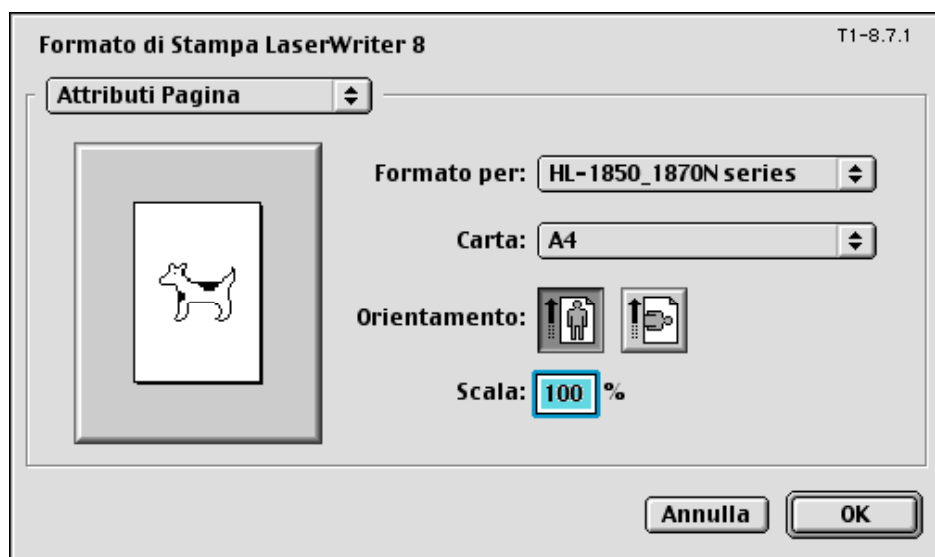 Formato di Stampa LaserWriter 8
T1-8.7.1
Attributi Pagina
Formato per: HL-1850_1870N series
Carta: A4
Orientamento:
Scala: 100 %
Annulla
OK